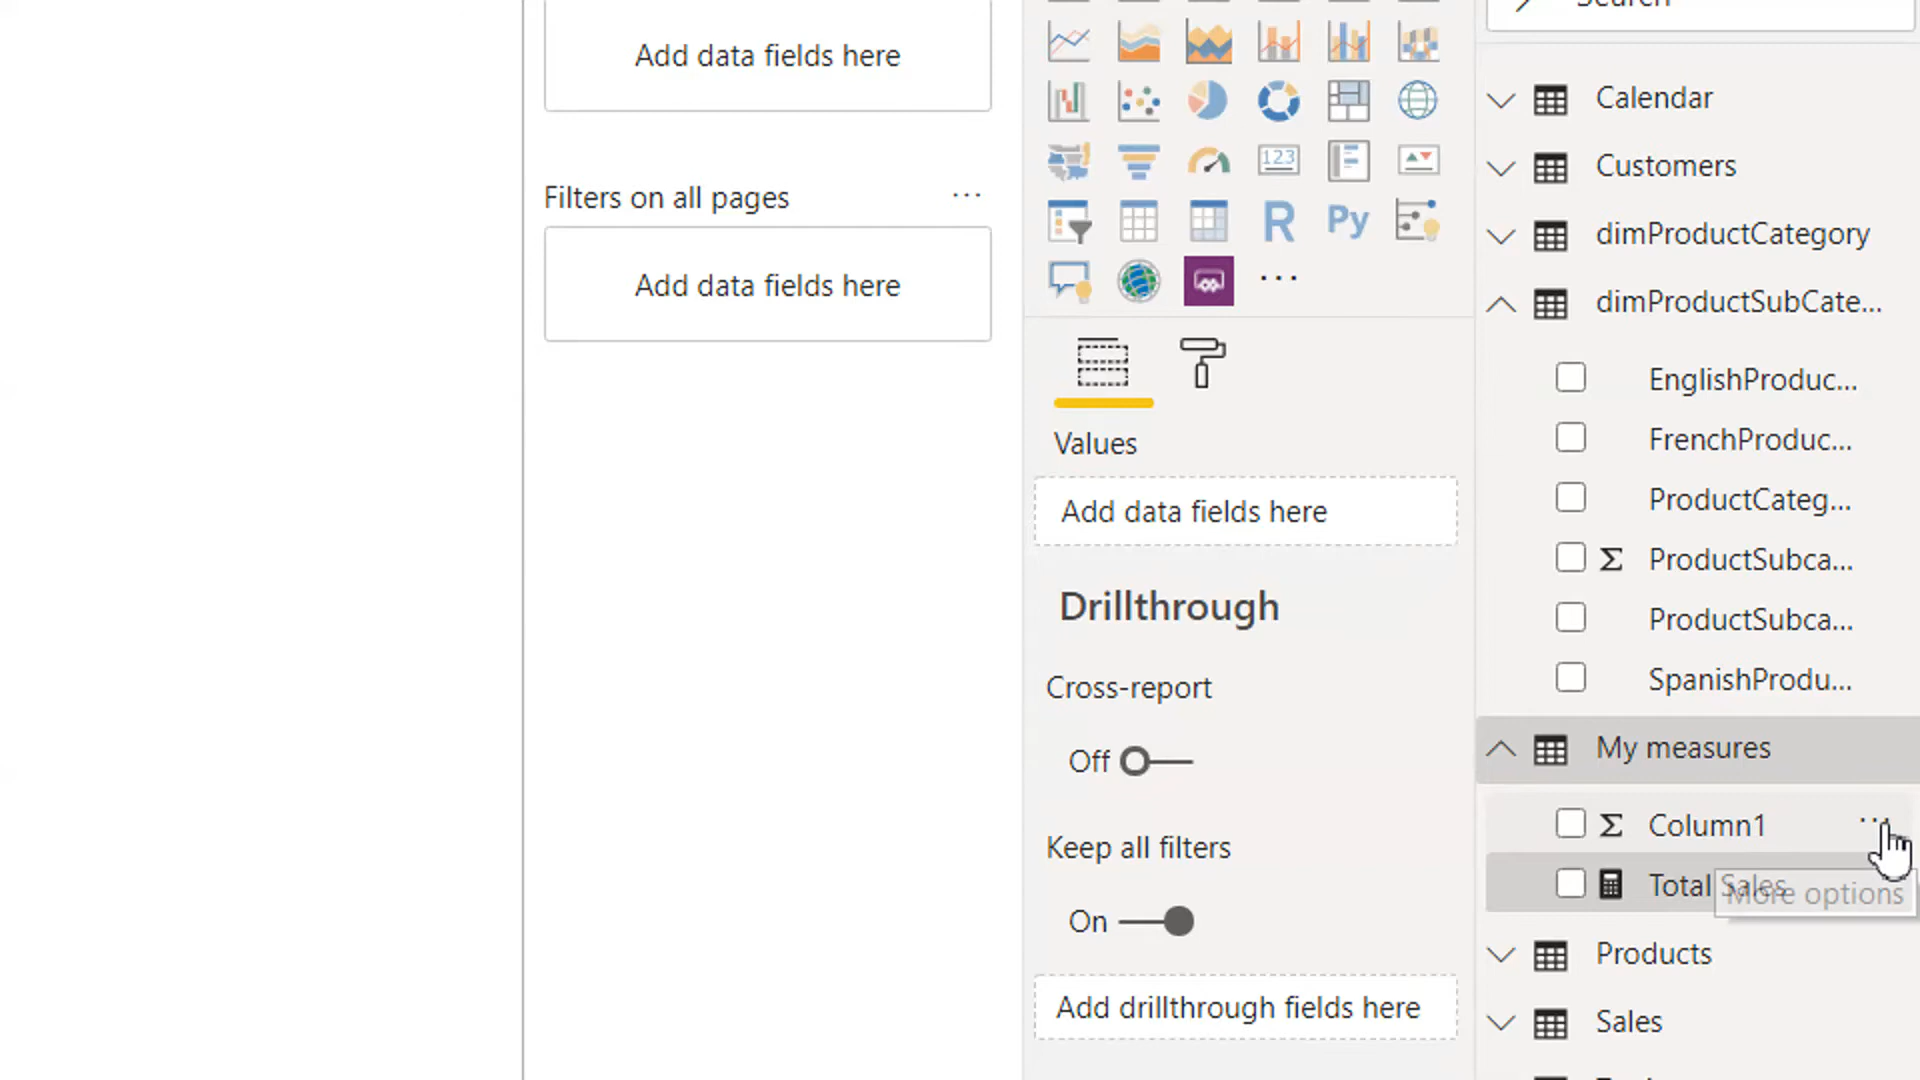 Add data fields here
Filters on all pages
...
Add data fields here
123
R
Py
...
Values
Add data fields here
Drillthrough
Cross-report
Off
Keep all filters
On
Add drillthrough fields here
Search
Calendar
Customers
dimProductCategory
dimProductSubCate...
EnglishProduc...
FrenchProduc...
ProductCateg...
Σ ProductSubca...
ProductSubca...
SpanishProdu...
My measures
Σ Column1 ...
Total Sales
More options
Products
Sales